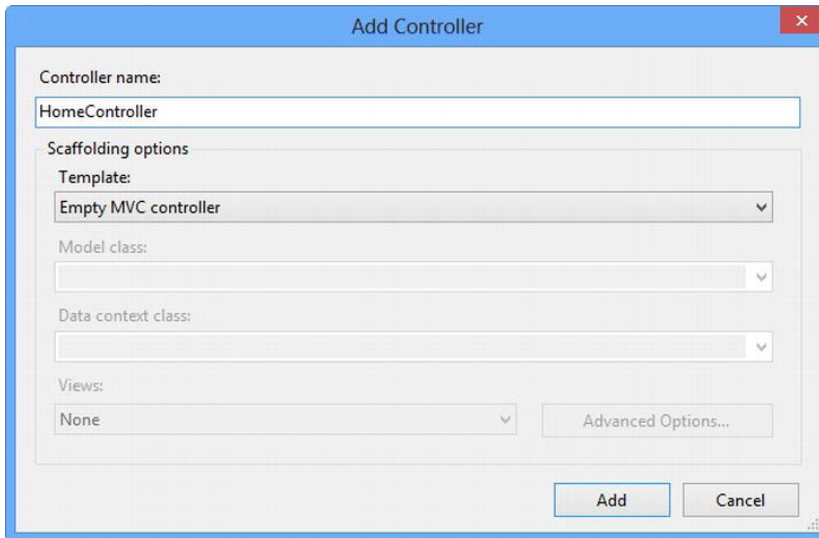 Add Controller
Controller name:
HomeController
Scaffolding options
Template:
Empty MVC controller
Model class:
Data context class:
Views:
None
Advanced Options...
Add
Cancel